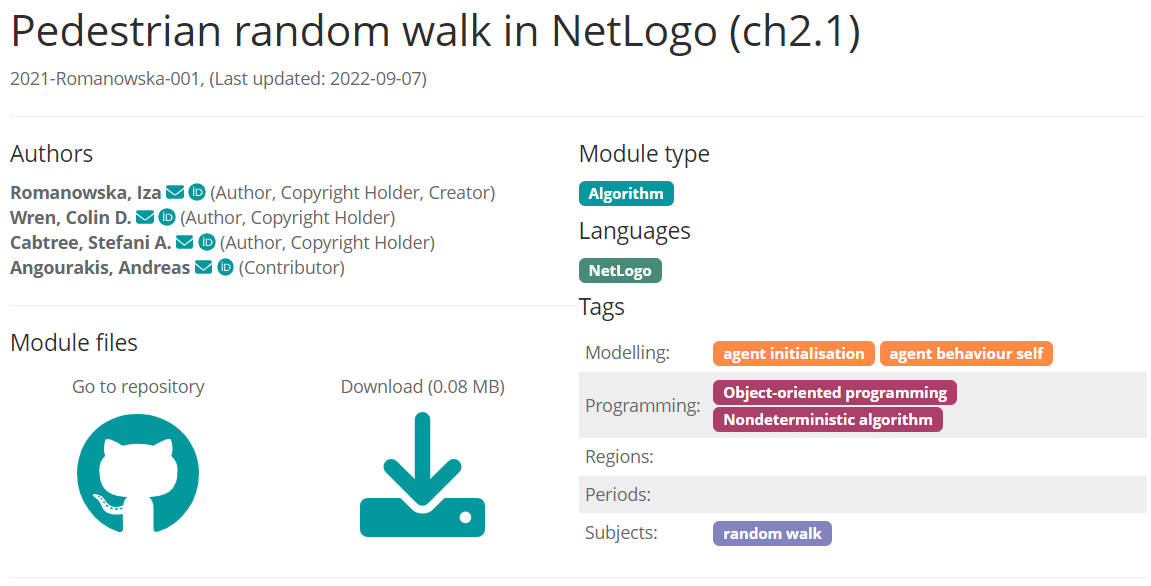 Pedestrian random walk in NetLogo (ch2.1)
2021-Romanowska-001, (Last updated: 2022-09-07)
Authors
Romanowska, Iza iD (Author, Copyright Holder, Creator)
Wren, Colin D. iD (Author, Copyright Holder)
Cabtree, Stefani A. iD (Author, Copyright Holder)
Angourakis, Andreas iD (Contributor)
Module files
Go to repository
Download (0.08 MB)
Module type
Algorithm
Languages
NetLogo
Tags
Modelling: agent initialisation agent behaviour self
Programming: Object-oriented programming
Nondeterministic algorithm
Regions:
Periods:
Subjects: random walk